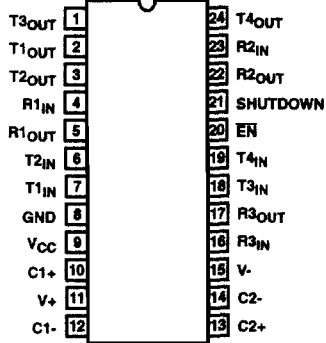 T3OUT 1 24 T4OUT
T1OUT 2 23 R2IN
T2OUT 3 22 R2OUT
R1IN 4 21 SHUTDOWN
R1OUT 5 20 E̅N̅
T2IN 6 19 T4IN
T1IN 7 18 T3IN
GND 8 17 R3OUT
VCC 9 16 R3IN
C1+ 10 15 V-
V+ 11 14 C2-
C1- 12 13 C2+